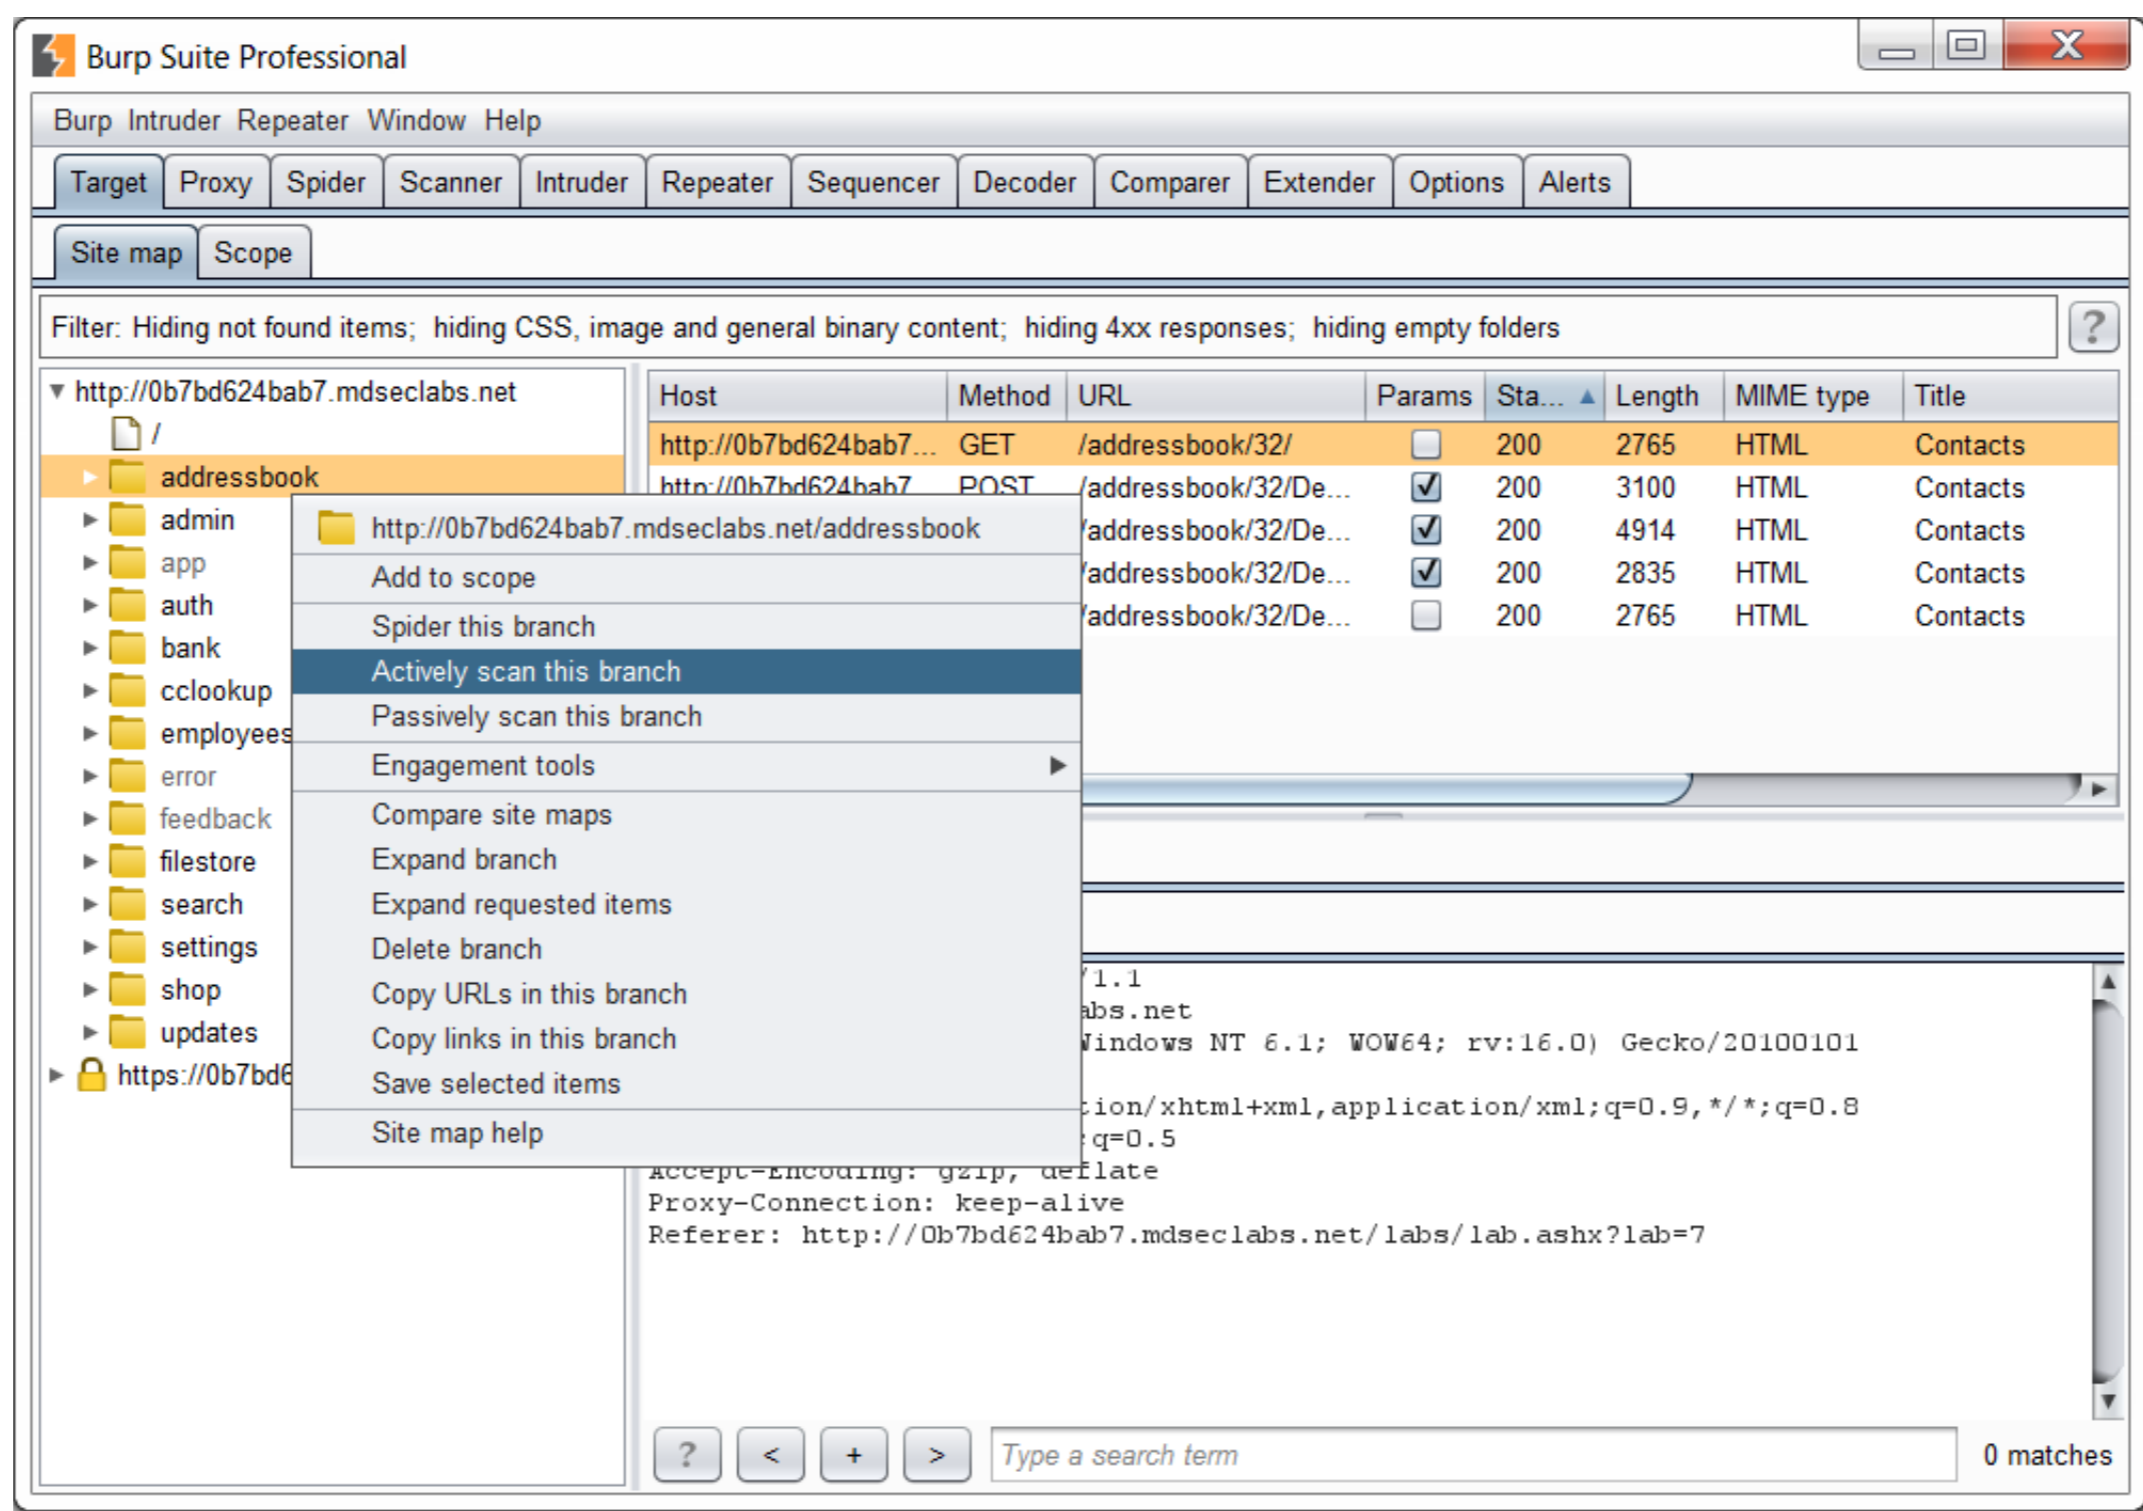 Burp Suite Professional
Burp Intruder Repeater Window Help
Target Proxy Spider Scanner Intruder Repeater Sequencer Decoder Comparer Extender Options Alerts
Site map Scope
Filter: Hiding not found items; hiding CSS, image and general binary content; hiding 4xx responses; hiding empty folders ?
http://0b7bd624bab7.mdseclabs.net
/
addressbook
admin
app
auth
bank
cclookup
employees
error
feedback
filestore
search
settings
shop
updates
https://0b7bd6
http://0b7bd624bab7.mdseclabs.net/addressbook
Add to scope
Spider this branch
Actively scan this branch
Passively scan this branch
Engagement tools
Compare site maps
Expand branch
Expand requested items
Delete branch
Copy URLs in this branch
Copy links in this branch
Save selected items
Site map help
Host Method URL Params Sta... Length MIME type Title
http://0b7bd624bab7... GET /addressbook/32/ 200 2765 HTML Contacts
http://0b7bd624bab7 POST /addressbook/32/De... 200 3100 HTML Contacts
/addressbook/32/De... 200 4914 HTML Contacts
/addressbook/32/De... 200 2835 HTML Contacts
/addressbook/32/De... 200 2765 HTML Contacts
/1.1
abs.net
Windows NT 6.1; WOW64; rv:16.0) Gecko/20100101
tion/xhtml+xml,application/xml;q=0.9,*/*;q=0.8
;q=0.5
Accept-Encoding: gzip, deflate
Proxy-Connection: keep-alive
Referer: http://0b7bd624bab7.mdseclabs.net/labs/lab.ashx?lab=7
? < + > Type a search term 0 matches